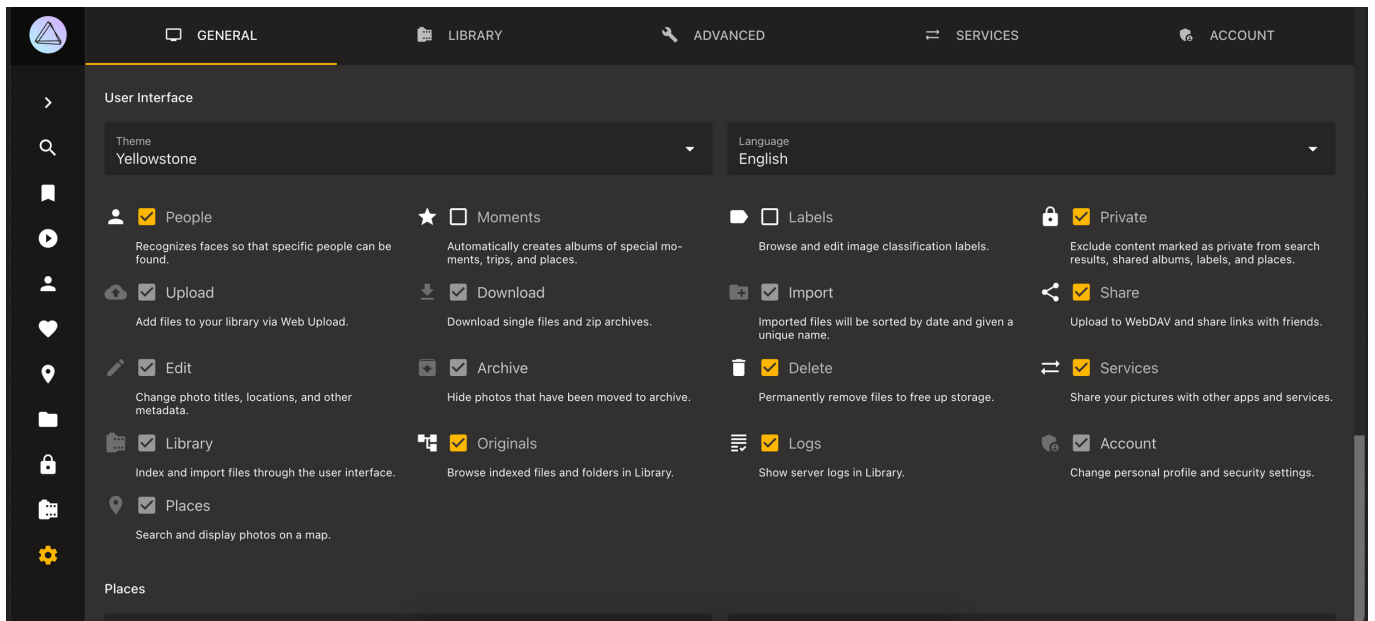 GENERAL
LIBRARY
ADVANCED
SERVICES
ACCOUNT
User Interface
Theme
Yellowstone
Language
English
People
Recognizes faces so that specific people can be
found.
Moments
Automatically creates albums of special mo-
ments, trips, and places.
Labels
Browse and edit image classification labels.
Private
Exclude content marked as private from search
results, shared albums, labels, and places.
Upload
Add files to your library via Web Upload.
Download
Download single files and zip archives.
Import
Imported files will be sorted by date and given a
unique name.
Share
Upload to WebDAV and share links with friends.
Edit
Change photo titles, locations, and other
metadata.
Archive
Hide photos that have been moved to archive.
Delete
Permanently remove files to free up storage.
Services
Share your pictures with other apps and services.
Library
Index and import files through the user interface.
Originals
Browse indexed files and folders in Library.
Logs
Show server logs in Library.
Account
Change personal profile and security settings.
Places
Search and display photos on a map.
Places